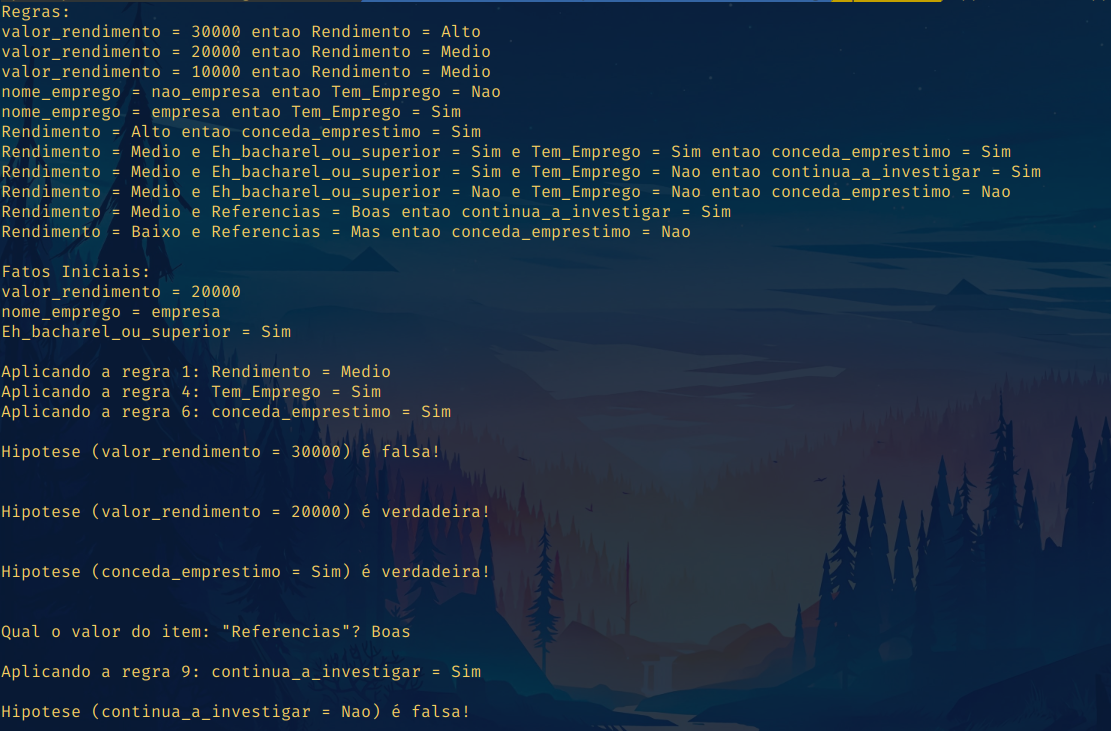 Regras:
valor_rendimento = 30000 entao Rendimento = Alto
valor_rendimento = 20000 entao Rendimento = Medio
valor_rendimento = 10000 entao Rendimento = Medio
nome_emprego = nao_empresa entao Tem_Emprego = Nao
nome_emprego = empresa entao Tem_Emprego = Sim
Rendimento = Alto entao conceda_emprestimo = Sim
Rendimento = Medio e Eh_bacharel_ou_superior = Sim e Tem_Emprego = Sim entao conceda_emprestimo = Sim
Rendimento = Medio e Eh_bacharel_ou_superior = Sim e Tem_Emprego = Nao entao continua_a_investigar = Sim
Rendimento = Medio e Eh_bacharel_ou_superior = Nao e Tem_Emprego = Nao entao conceda_emprestimo = Nao
Rendimento = Medio e Referencias = Boas entao continua_a_investigar = Sim
Rendimento = Baixo e Referencias = Mas entao conceda_emprestimo = Nao
Fatos Iniciais:
valor_rendimento = 20000
nome_emprego = empresa
Eh_bacharel_ou_superior = Sim
Aplicando a regra 1: Rendimento = Medio
Aplicando a regra 4: Tem_Emprego = Sim
Aplicando a regra 6: conceda_emprestimo = Sim
Hipotese (valor_rendimento = 30000) é falsa!
Hipotese (valor_rendimento = 20000) é verdadeira!
Hipotese (conceda_emprestimo = Sim) é verdadeira!
Qual o valor do item: "Referencias"? Boas
Aplicando a regra 9: continua_a_investigar = Sim
Hipotese (continua_a_investigar = Nao) é falsa!